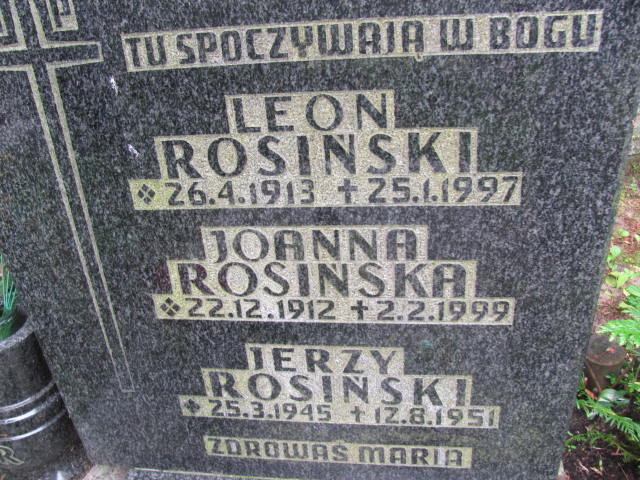 TU SPOCZYWAJĄ W BOGU
LEON
ROSIŃSKI
26.4.1913 + 25.1.1997
JOANNA
ROSIŃSKA
22.12.1912 + 2.2.1999
JERZY
ROSIŃSKI
25.3.1945 + 12.8.1951
ZDROWAŚ MARIA